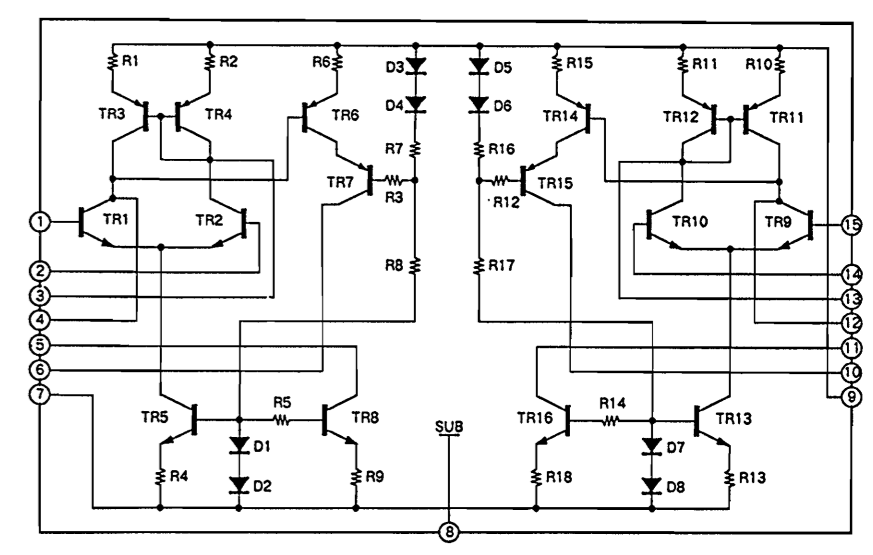 R1 R2 R6 D3 D5 R15 R11 R10
TR3 TR4 TR6 D4 D6 TR14 TR12 TR11
R7 R16
TR7 R3 R12 TR15
1 TR1 TR2 TR10 TR9 15
2 R8 R17 14
3 13
4 12
5 11
6 10
7 9
TR5 R5 TR8 SUB TR16 R14 TR13
D1 D7
R4 D2 R9 R18 D8 R13
8